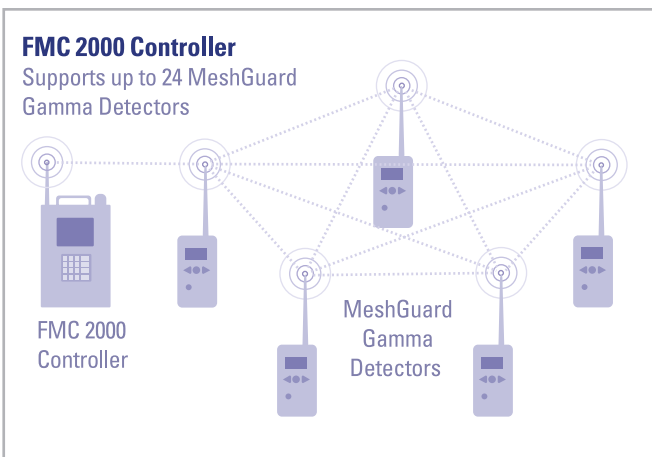 FMC 2000 Controller
Supports up to 24 MeshGuard
Gamma Detectors
FMC 2000
Controller
MeshGuard
Gamma
Detectors